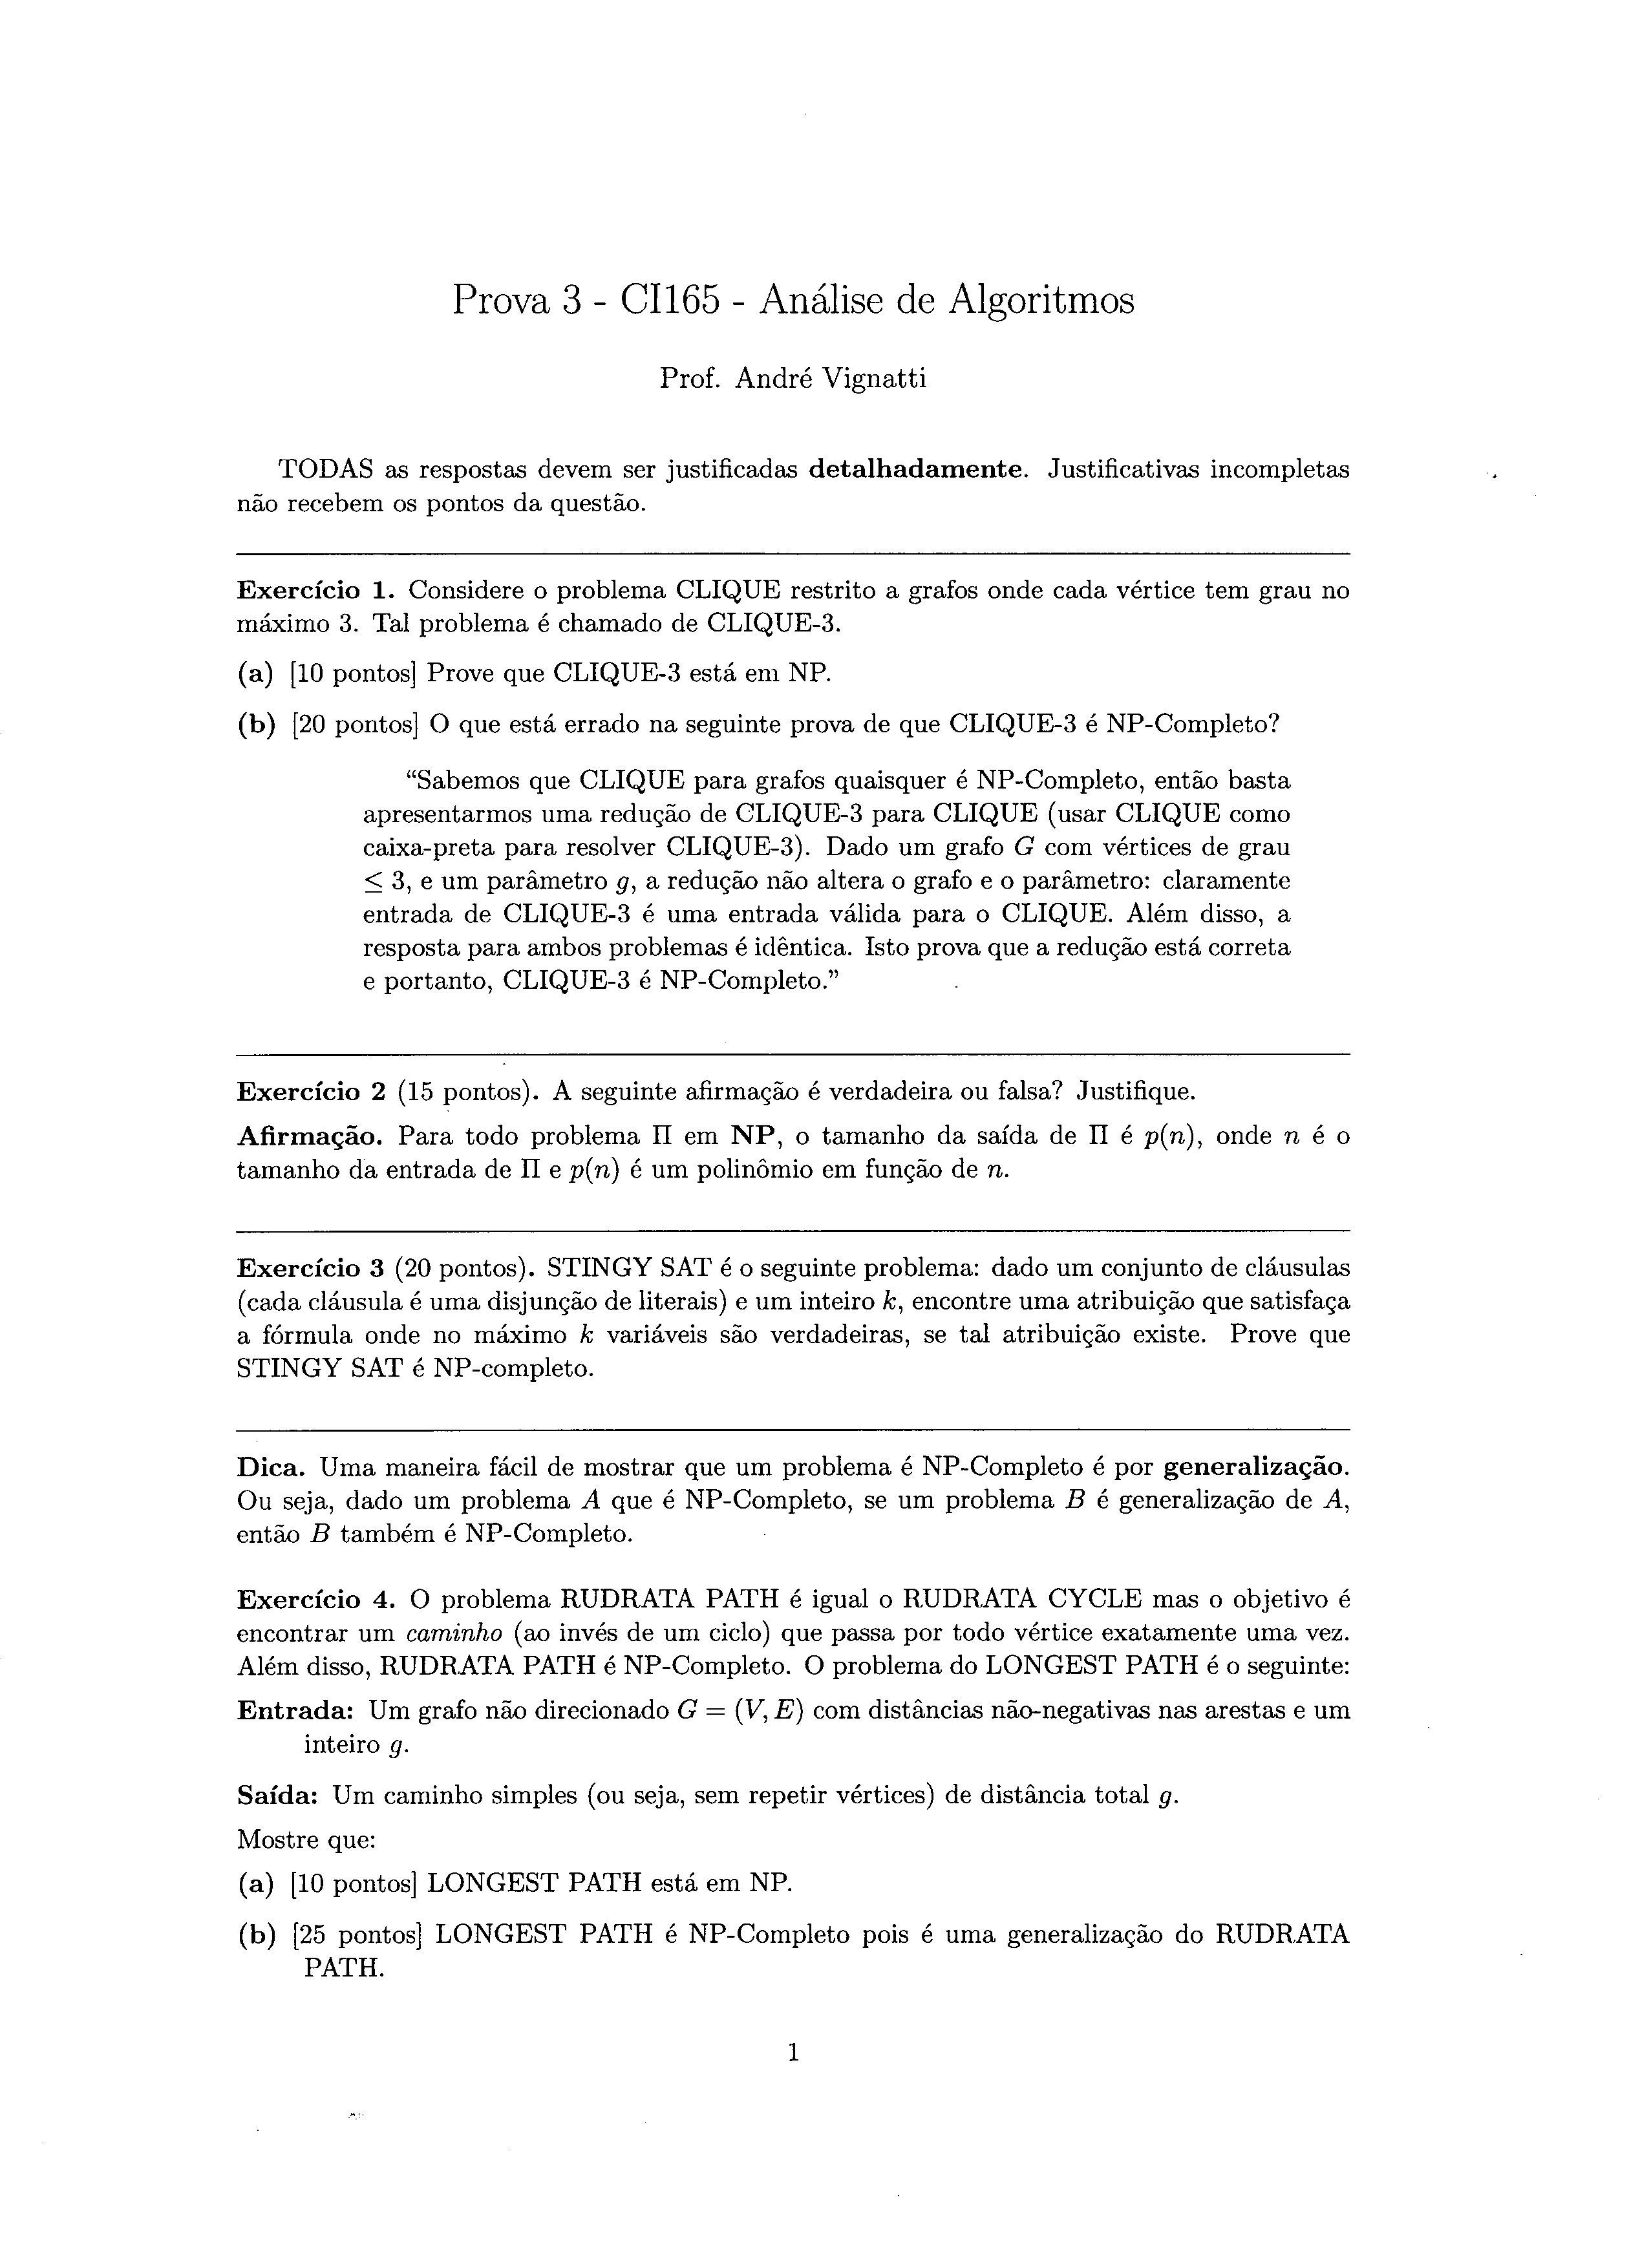 Prova 3 - CI165 - Análise de Algoritmos
Prof. André Vignatti
TODAS as respostas devem ser justificadas detalhadamente. Justificativas incompletas
não recebem os pontos da questão.
Exercício 1. Considere o problema CLIQUE restrito a grafos onde cada vértice tem grau no
máximo 3. Tal problema é chamado de CLIQUE-3.
(a) [10 pontos] Prove que CLIQUE-3 está em NP.
(b) [20 pontos] O que está errado na seguinte prova de que CLIQUE-3 é NP-Completo?
“Sabemos que CLIQUE para grafos quaisquer é NP-Completo, então basta
apresentarmos uma redução de CLIQUE-3 para CLIQUE (usar CLIQUE como
caixa-preta para resolver CLIQUE-3). Dado um grafo G com vértices de grau
≤ 3, e um parâmetro g, a redução não altera o grafo e o parâmetro: claramente
entrada de CLIQUE-3 é uma entrada válida para o CLIQUE. Além disso, a
resposta para ambos problemas é idêntica. Isto prova que a redução está correta
e portanto, CLIQUE-3 é NP-Completo.”
Exercício 2 (15 pontos). A seguinte afirmação é verdadeira ou falsa? Justifique.
Afirmação. Para todo problema Π em NP, o tamanho da saída de Π é p(n), onde n é o
tamanho da entrada de Π e p(n) é um polinômio em função de n.
Exercício 3 (20 pontos). STINGY SAT é o seguinte problema: dado um conjunto de cláusulas
(cada cláusula é uma disjunção de literais) e um inteiro k, encontre uma atribuição que satisfaça
a fórmula onde no máximo k variáveis são verdadeiras, se tal atribuição existe. Prove que
STINGY SAT é NP-completo.
Dica. Uma maneira fácil de mostrar que um problema é NP-Completo é por generalização.
Ou seja, dado um problema A que é NP-Completo, se um problema B é generalização de A,
então B também é NP-Completo.
Exercício 4. O problema RUDRATA PATH é igual o RUDRATA CYCLE mas o objetivo é
encontrar um caminho (ao invés de um ciclo) que passa por todo vértice exatamente uma vez.
Além disso, RUDRATA PATH é NP-Completo. O problema do LONGEST PATH é o seguinte:
Entrada: Um grafo não direcionado G = (V, E) com distâncias não-negativas nas arestas e um
inteiro g.
Saída: Um caminho simples (ou seja, sem repetir vértices) de distância total g.
Mostre que:
(a) [10 pontos] LONGEST PATH está em NP.
(b) [25 pontos] LONGEST PATH é NP-Completo pois é uma generalização do RUDRATA
PATH.
1